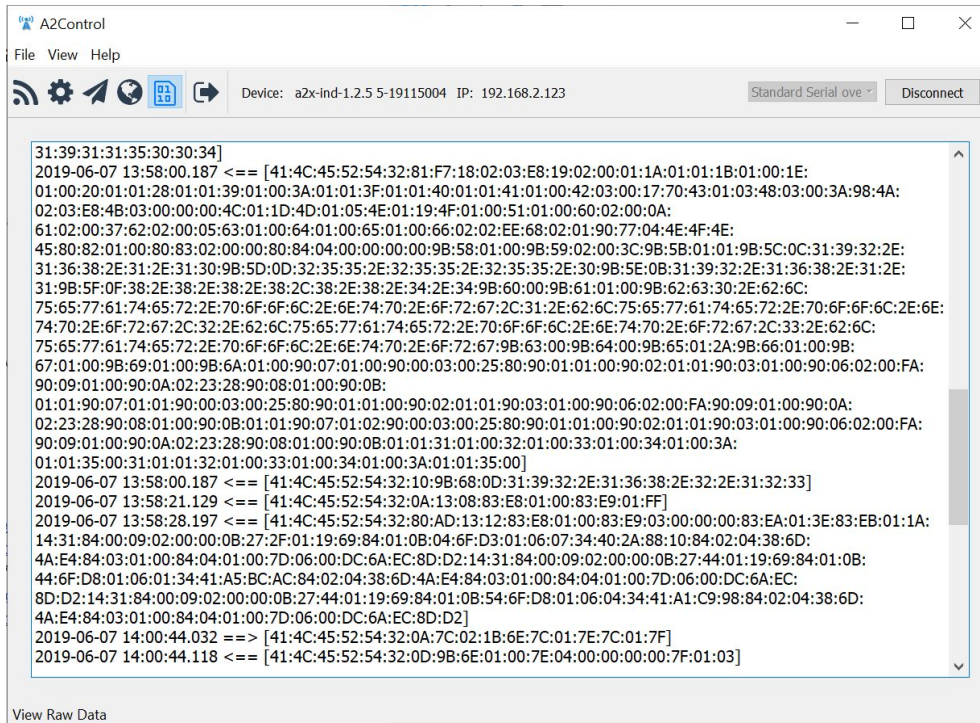 A2Control
File View Help
Device: a2x-ind-1.2.5 5-19115004 IP: 192.168.2.123 Standard Serial ove Disconnect
31:39:31:31:35:30:30:34]
2019-06-07 13:58:00.187 <== [41:4C:45:52:54:32:81:F7:18:02:03:E8:19:02:00:01:1A:01:01:1B:01:00:1E:
01:00:20:01:01:28:01:01:39:01:00:3A:01:01:3F:01:01:40:01:01:41:01:00:42:03:00:17:70:43:01:03:48:03:00:3A:98:4A:
02:03:E8:4B:03:00:00:00:4C:01:1D:4D:01:05:4E:01:19:4F:01:00:51:01:00:60:02:00:0A:
61:02:00:37:62:02:00:05:63:01:00:64:01:00:65:01:00:66:02:02:EE:68:02:01:90:77:04:4E:4F:4E:
45:80:82:01:00:80:83:02:00:00:80:84:04:00:00:00:00:9B:58:01:00:9B:59:02:00:3C:9B:5B:01:01:9B:5C:0C:31:39:32:2E:
31:36:38:2E:31:2E:31:30:9B:5D:0D:32:35:35:2E:32:35:35:2E:32:35:35:2E:30:9B:5E:0B:31:39:32:2E:31:36:38:2E:31:2E:
31:9B:5F:0F:38:2E:38:2E:38:2E:38:2C:38:2E:38:2E:34:2E:34:9B:60:00:9B:61:01:00:9B:62:63:30:2E:62:6C:
75:65:77:61:74:65:72:2E:70:6F:6F:6C:2E:6E:74:70:2E:6F:72:67:2C:31:2E:62:6C:75:65:77:61:74:65:72:2E:70:6F:6F:6C:2E:6E:
74:70:2E:6F:72:67:2C:32:2E:62:6C:75:65:77:61:74:65:72:2E:70:6F:6F:6C:2E:6E:74:70:2E:6F:72:67:2C:33:2E:62:6C:
75:65:77:61:74:65:72:2E:70:6F:6F:6C:2E:6E:74:70:2E:6F:72:67:9B:63:00:9B:64:00:9B:65:01:2A:9B:66:01:00:9B:
67:01:00:9B:69:01:00:9B:6A:01:00:90:07:01:00:90:00:03:00:25:80:90:01:01:00:90:02:01:01:90:03:01:00:90:06:02:00:FA:
90:09:01:00:90:0A:02:23:28:90:08:01:00:90:0B:
01:01:90:07:01:01:90:00:03:00:25:80:90:01:01:00:90:02:01:01:90:03:01:00:90:06:02:00:FA:90:09:01:00:90:0A:
02:23:28:90:08:01:00:90:0B:01:01:90:07:01:02:90:00:03:00:25:80:90:01:01:00:90:02:01:01:90:03:01:00:90:06:02:00:FA:
90:09:01:00:90:0A:02:23:28:90:08:01:00:90:0B:01:01:31:01:00:32:01:00:33:01:00:34:01:00:3A:
01:01:35:00:31:01:01:32:01:00:33:01:00:34:01:00:3A:01:01:35:00]
2019-06-07 13:58:00.187 <== [41:4C:45:52:54:32:10:9B:68:0D:31:39:32:2E:31:36:38:2E:32:2E:31:32:33]
2019-06-07 13:58:21.129 <== [41:4C:45:52:54:32:0A:13:08:83:E8:01:00:83:E9:01:FF]
2019-06-07 13:58:28.197 <== [41:4C:45:52:54:32:80:AD:13:12:83:E8:01:00:83:E9:03:00:00:00:83:EA:01:3E:83:EB:01:1A:
14:31:84:00:09:02:00:00:0B:27:2F:01:19:69:84:01:0B:04:6F:D3:01:06:07:34:40:2A:88:10:84:02:04:38:6D:
4A:E4:84:03:01:00:84:04:01:00:7D:06:00:DC:6A:EC:8D:D2:14:31:84:00:09:02:00:00:0B:27:44:01:19:69:84:01:0B:
44:6F:D8:01:06:01:34:41:A5:BC:AC:84:02:04:38:6D:4A:E4:84:03:01:00:84:04:01:00:7D:06:00:DC:6A:EC:
8D:D2:14:31:84:00:09:02:00:00:0B:27:44:01:19:69:84:01:0B:54:6F:D8:01:06:04:34:41:A1:C9:98:84:02:04:38:6D:
4A:E4:84:03:01:00:84:04:01:00:7D:06:00:DC:6A:EC:8D:D2]
2019-06-07 14:00:44.032 ==> [41:4C:45:52:54:32:0A:7C:02:1B:6E:7C:01:7E:7C:01:7F]
2019-06-07 14:00:44.118 <== [41:4C:45:52:54:32:0D:9B:6E:01:00:7E:04:00:00:00:00:7F:01:03]
View Raw Data